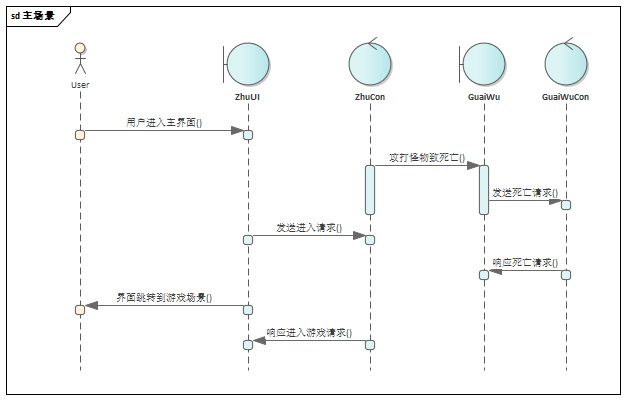 sd 主场景
User
ZhuUI
ZhuCon
GuaiWu
GuaiWuCon
用户进入主界面()
攻打怪物致死亡()
发送死亡请求()
发送进入请求()
响应死亡请求()
界面跳转到游戏场景()
响应进入游戏请求()